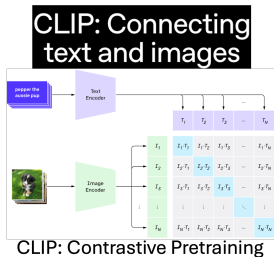 CLIP: Connecting
text and images
pepper the
aussie pup
Text
Encoder
...
T₁ T₂ T₃ ... T_N
I₁ I₁·T₁ I₁·T₂ I₁·T₃ ... I₁·T_N
I₂ I₂·T₁ I₂·T₂ I₂·T₃ ... I₂·T_N
Image
Encoder
I₃ I₃·T₁ I₃·T₂ I₃·T₃ ... I₃·T_N
⋮ ⋮ ⋮ ⋮ ⋱ ⋮
I_N I_N·T₁ I_N·T₂ I_N·T₃ ... I_N·T_N
CLIP: Contrastive Pretraining